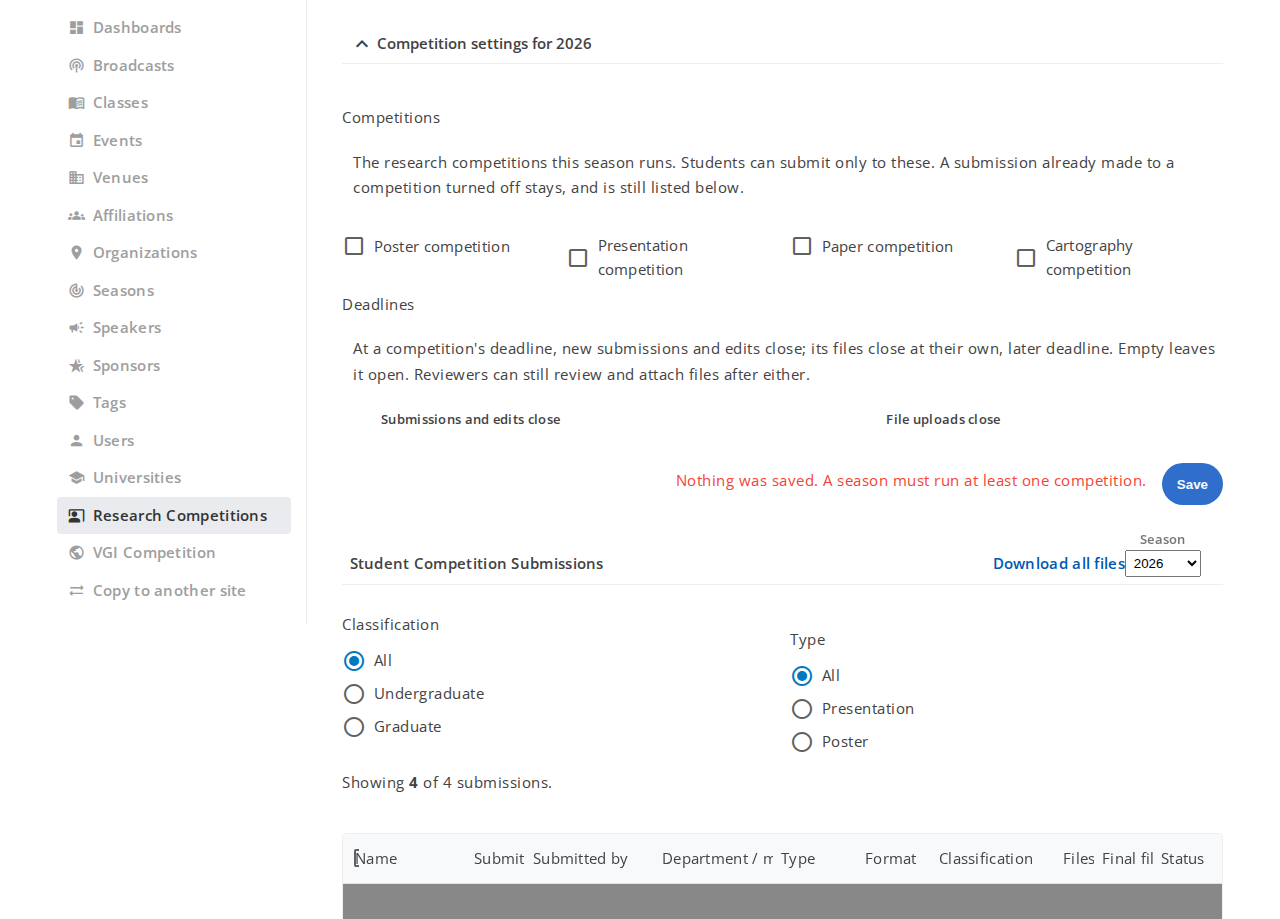 Dashboards
Broadcasts
Classes
Events
Venues
Affiliations
Organizations
Seasons
Speakers
Sponsors
Tags
Users
Universities
Research Competitions
VGI Competition
Copy to another site
Competition settings for 2026
Competitions
The research competitions this season runs. Students can submit only to these. A submission already made to a
competition turned off stays, and is still listed below.
Poster competition
Presentation
competition
Paper competition
Cartography
competition
Deadlines
At a competition's deadline, new submissions and edits close; its files close at their own, later deadline. Empty leaves
it open. Reviewers can still review and attach files after either.
Submissions and edits close
File uploads close
Nothing was saved. A season must run at least one competition.
Save
Season
Student Competition Submissions
Download all files
2026
Classification
All
Undergraduate
Graduate
Type
All
Presentation
Poster
Showing 4 of 4 submissions.
Name Submit Submitted by Department / m Type Format Classification Files Final fil Status